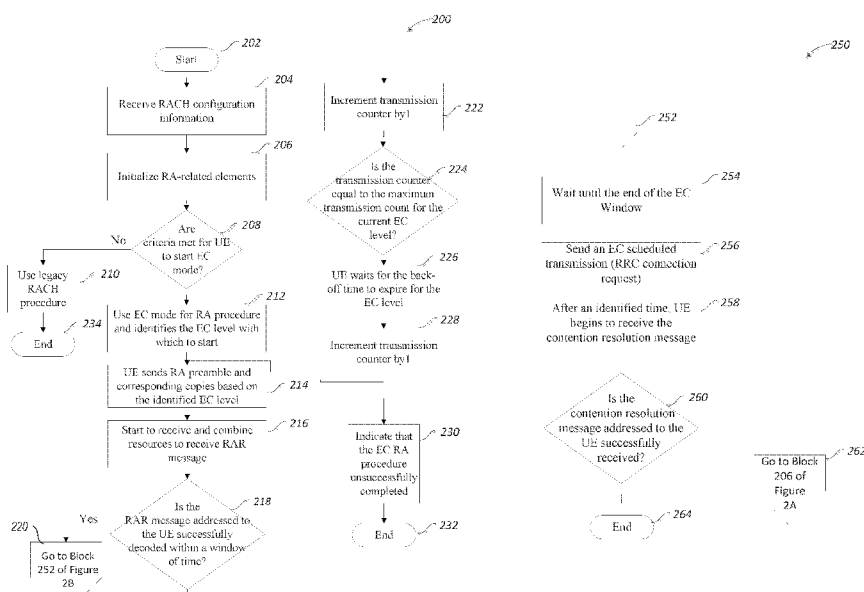 200
202
Start
204
Receive RACH configuration
information
206
Initialize RA-related elements
208
Are
criteria met for UE
to start EC
mode?
No
210
Use legacy
RACH
procedure
234
End
212
Use EC mode for RA procedure
and identifies the EC level with
which to start
UE sends RA preamble and
corresponding copies based on
the identified EC level
214
216
Start to receive and combine
resources to receive RAR
message
218
Is the
RAR message addressed to
the UE successfully
decoded within a window
of time?
Yes
220
Go to Block
252 of Figure
2B
Increment transmission
counter by1
222
224
Is the
transmission counter
equal to the maximum
transmission count for the
current EC
level?
226
UE waits for the back-
off time to expire for the
EC level
228
Increment transmission
counter by1
230
Indicate that
the EC RA
procedure
unsuccessfully
completed
End
232
250
252
254
Wait until the end of the EC
Window
Send an EC scheduled
transmission (RRC connection
request)
256
258
After an identified time, UE
begins to receive the
contention resolution message
260
Is the
contention resolution
message addressed to the
UE successfully
received?
262
Go to Block
206 of
Figure
2A
End
264